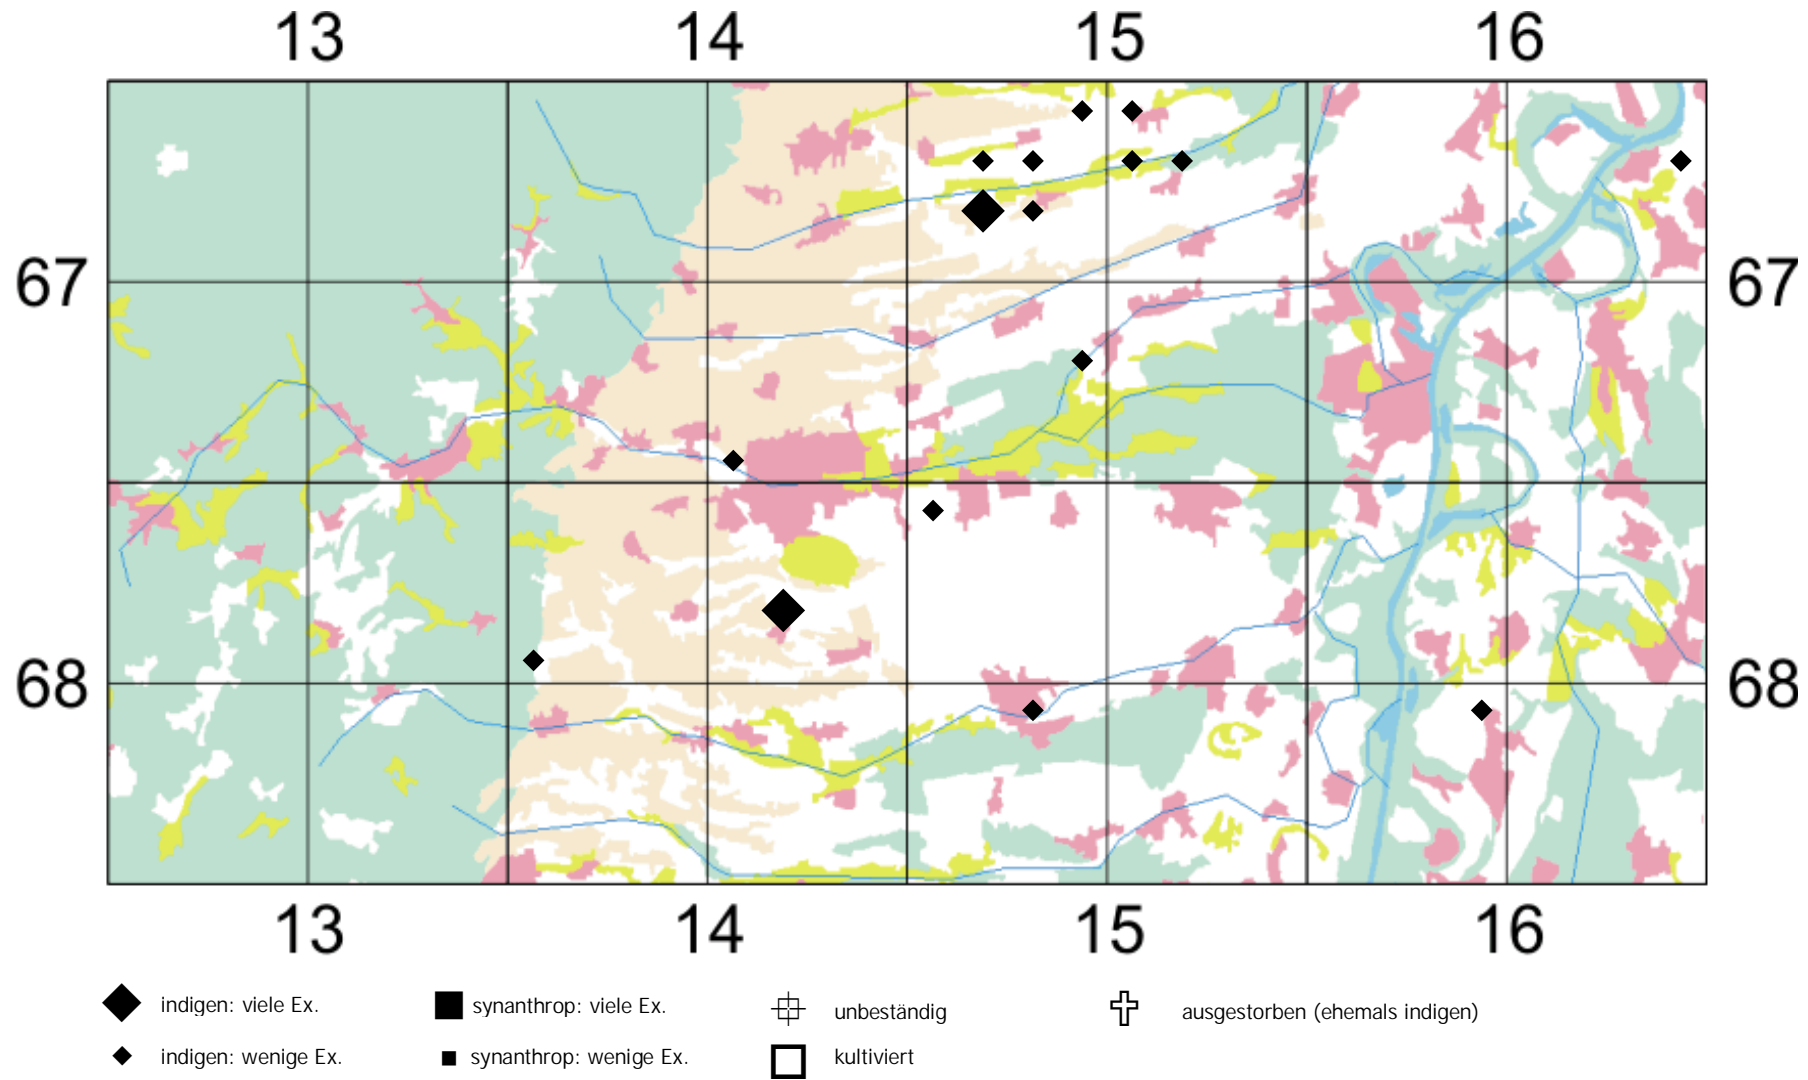 13 14 15 16
67 67
68 68
13 14 15 16
indigen: viele Ex. synanthrop: viele Ex. unbeständig ausgestorben (ehemals indigen)
indigen: wenige Ex. synanthrop: wenige Ex. kultiviert